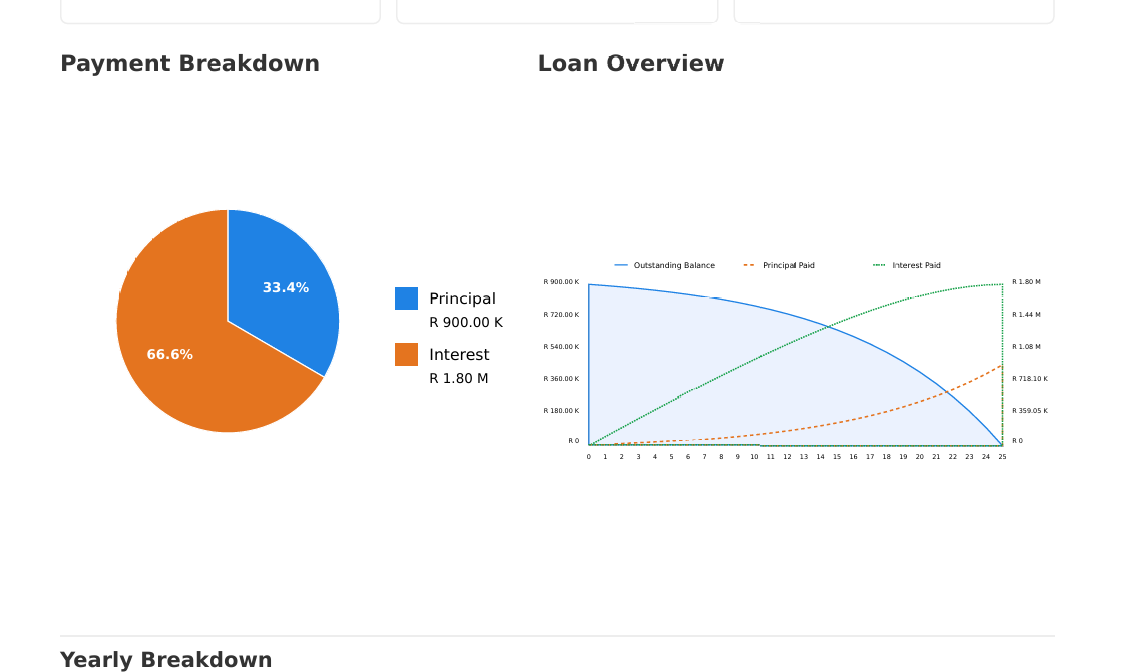 Payment Breakdown
33.4%
66.6%
Principal
R 900.00 K
Interest
R 1.80 M
Loan Overview
Outstanding Balance Principal Paid Interest Paid
R 900.00 K
R 720.00 K
R 540.00 K
R 360.00 K
R 180.00 K
R 0
R 1.80 M
R 1.44 M
R 1.08 M
R 718.10 K
R 359.05 K
R 0
0 1 2 3 4 5 6 7 8 9 10 11 12 13 14 15 16 17 18 19 20 21 22 23 24 25
Yearly Breakdown